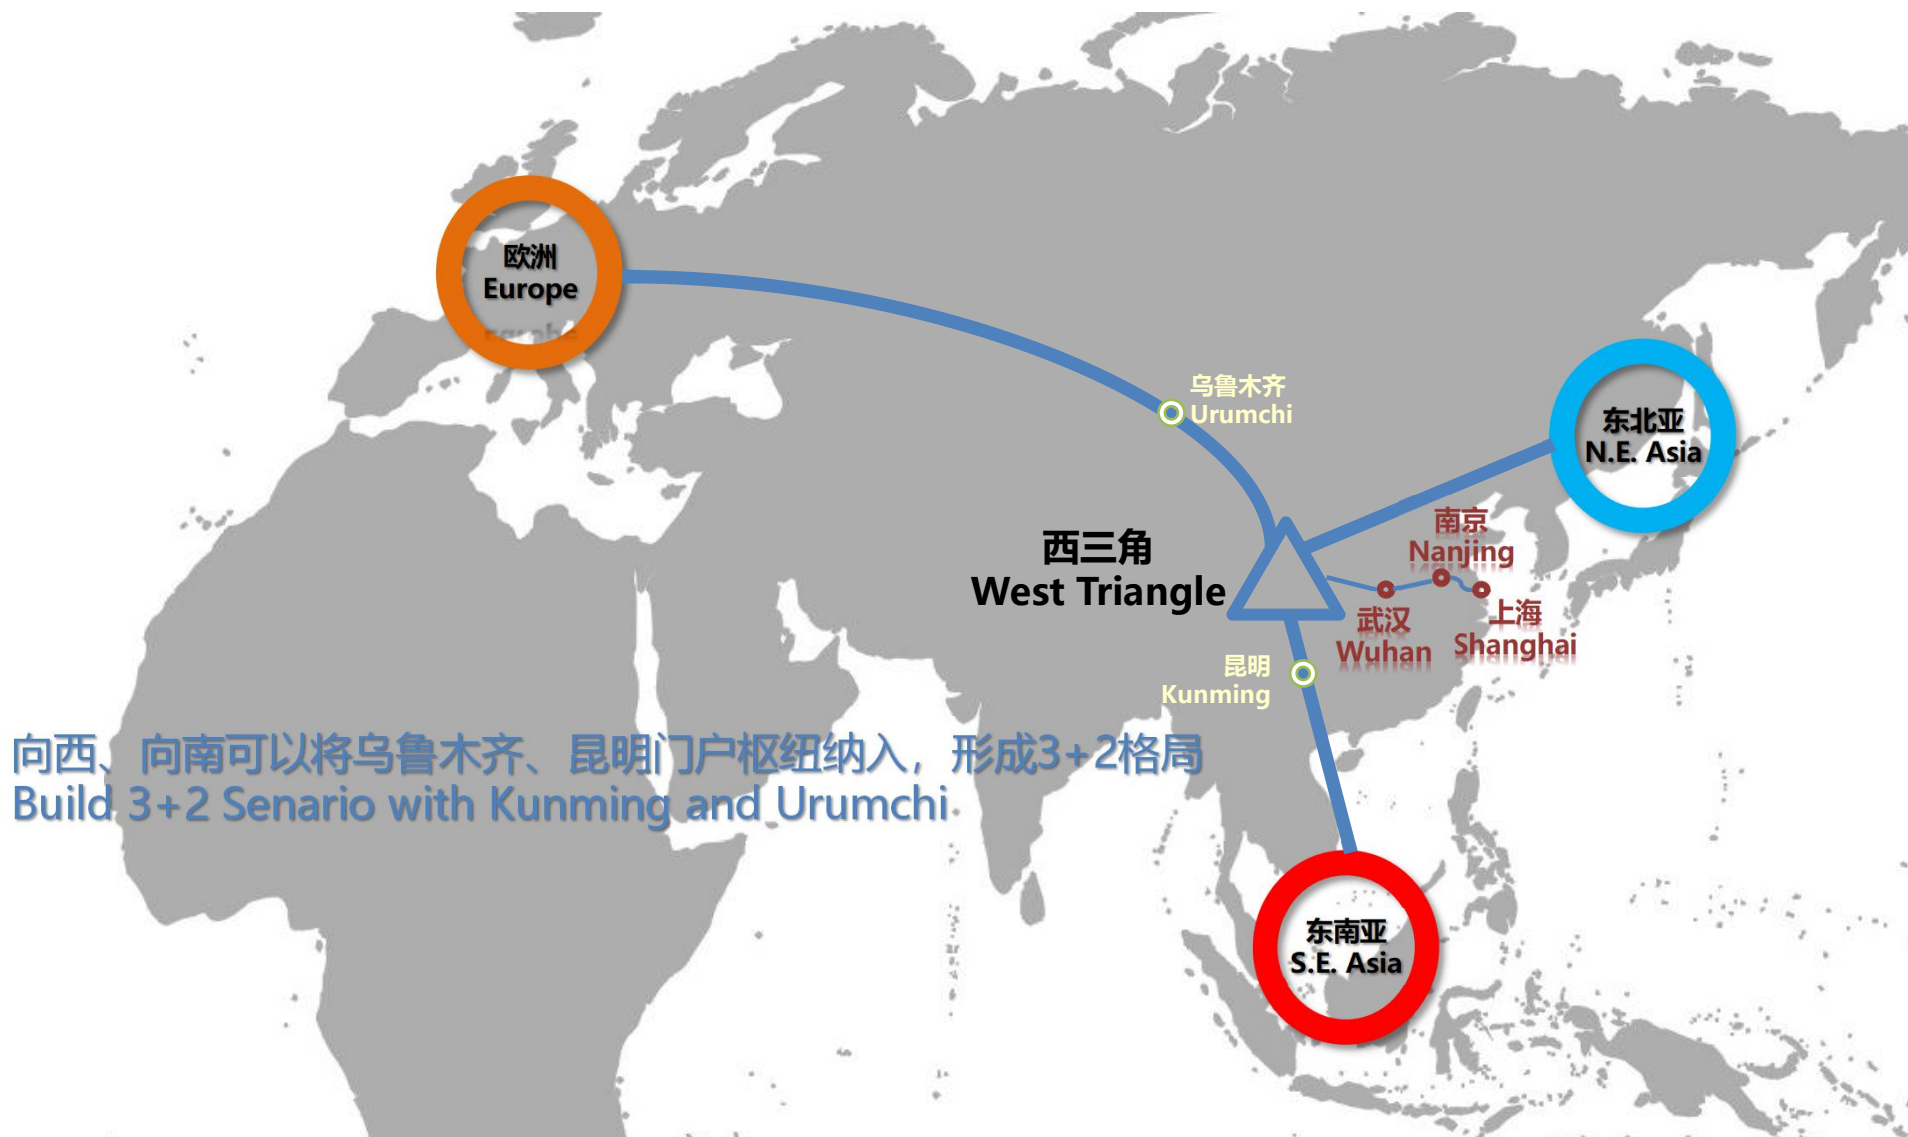 欧洲
Europe
乌鲁木齐
Urumchi
东北亚
N.E. Asia
西三角
West Triangle
南京
Nanjing
武汉
Wuhan
上海
Shanghai
昆明
Kunming
向西、向南可以将乌鲁木齐、昆明门户枢纽纳入，形成3+2格局
Build 3+2 Senario with Kunming and Urumchi
东南亚
S.E. Asia